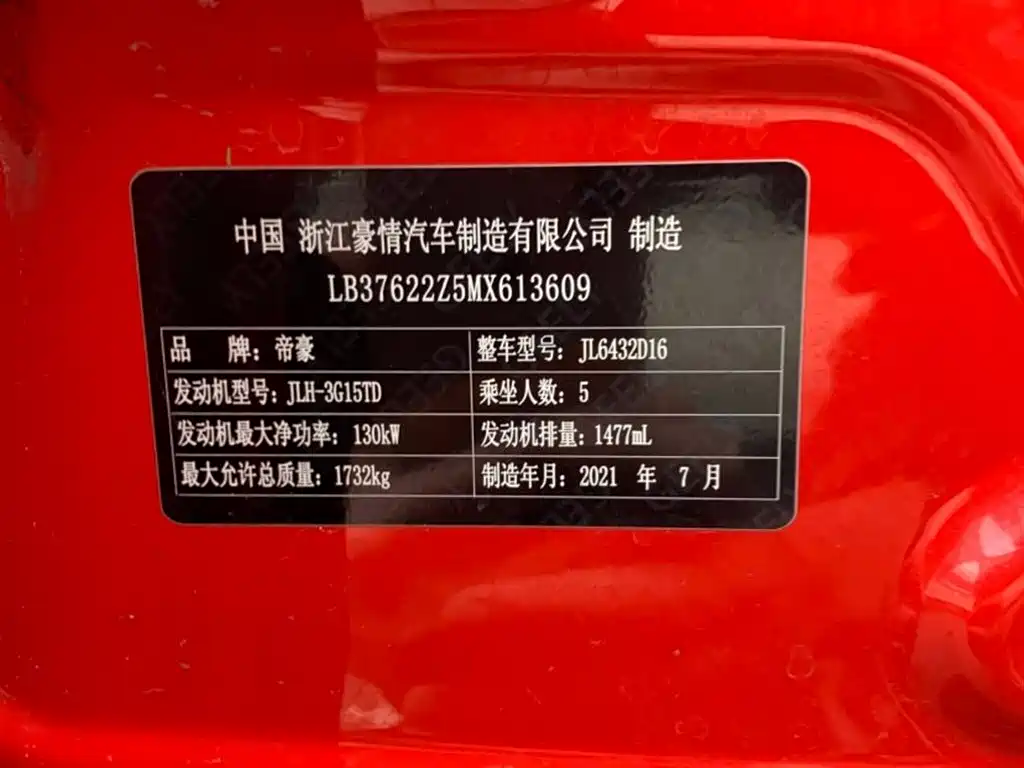 中国 浙江豪情汽车制造有限公司 制造
LB37622Z5MX613609
品 牌：帝豪 整车型号：JL6432D16
发动机型号：JLH-3G15TD 乘坐人数：5
发动机最大净功率：130kW 发动机排量：1477mL
最大允许总质量：1732kg 制造年月：2021 年 7 月